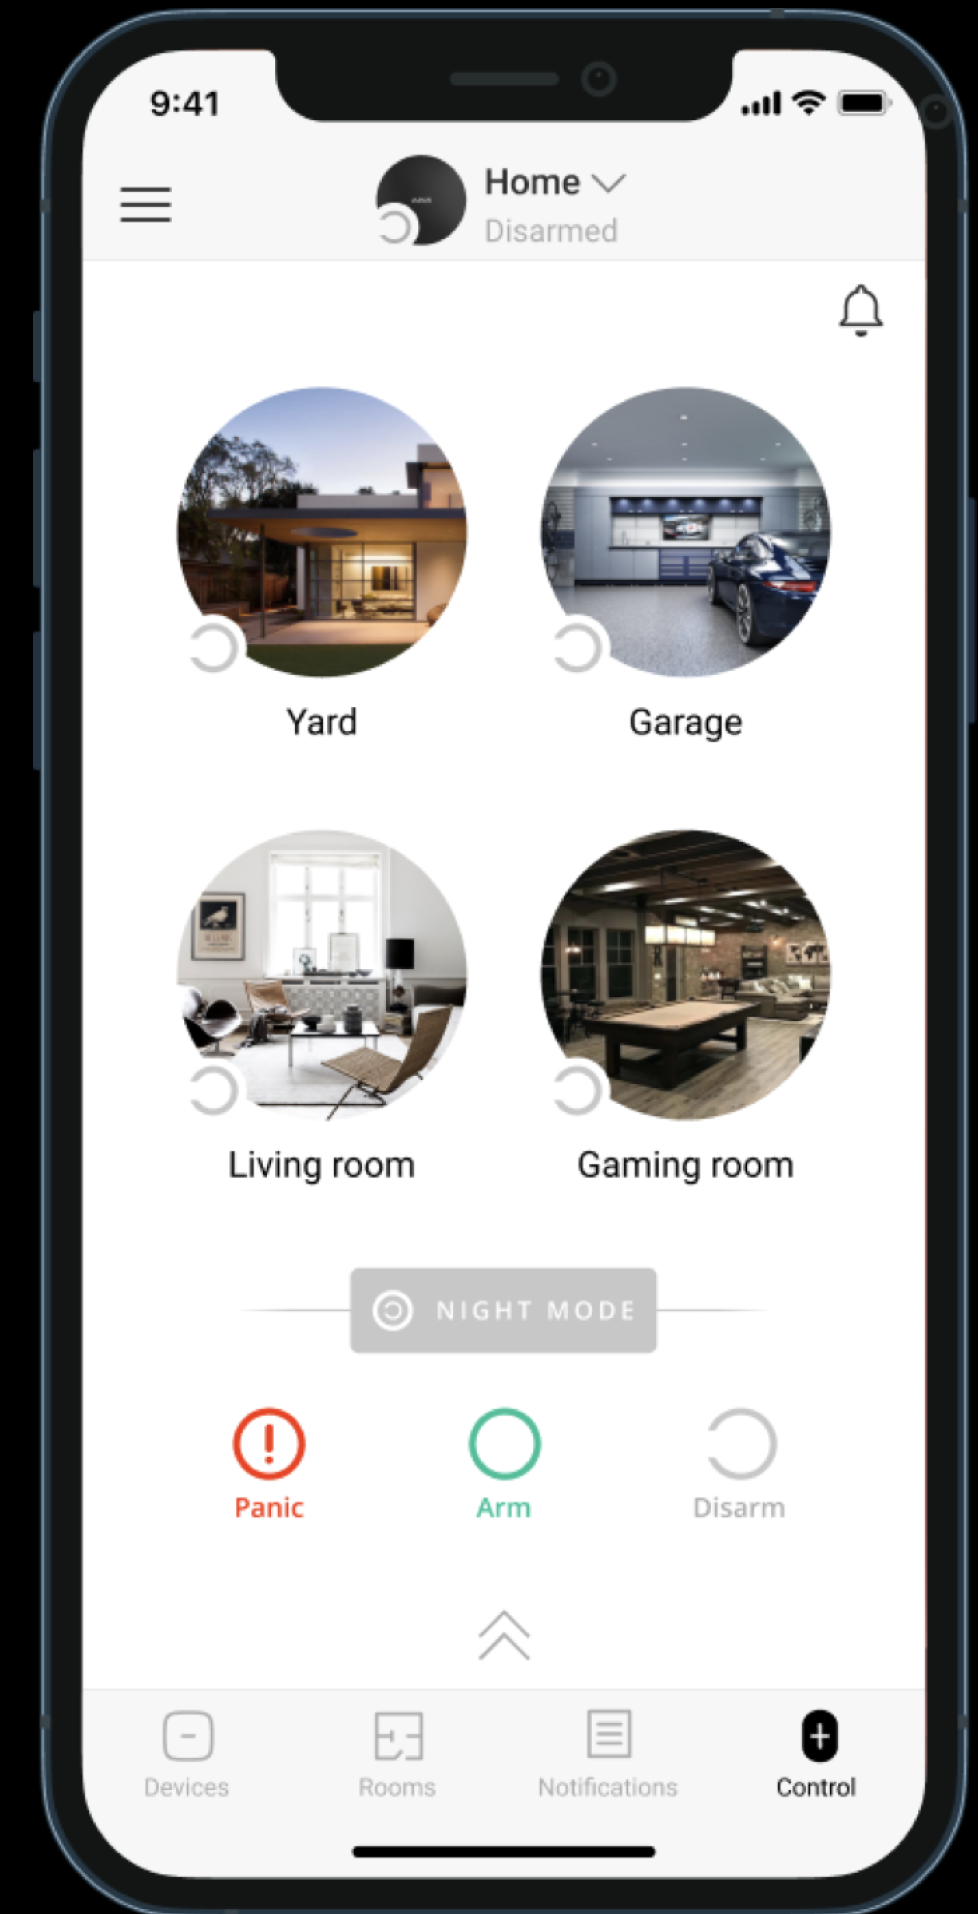 9:41
Home
Disarmed
Yard
Garage
Living room
Gaming room
NIGHT MODE
Panic
Arm
Disarm
Devices
Rooms
Notifications
Control